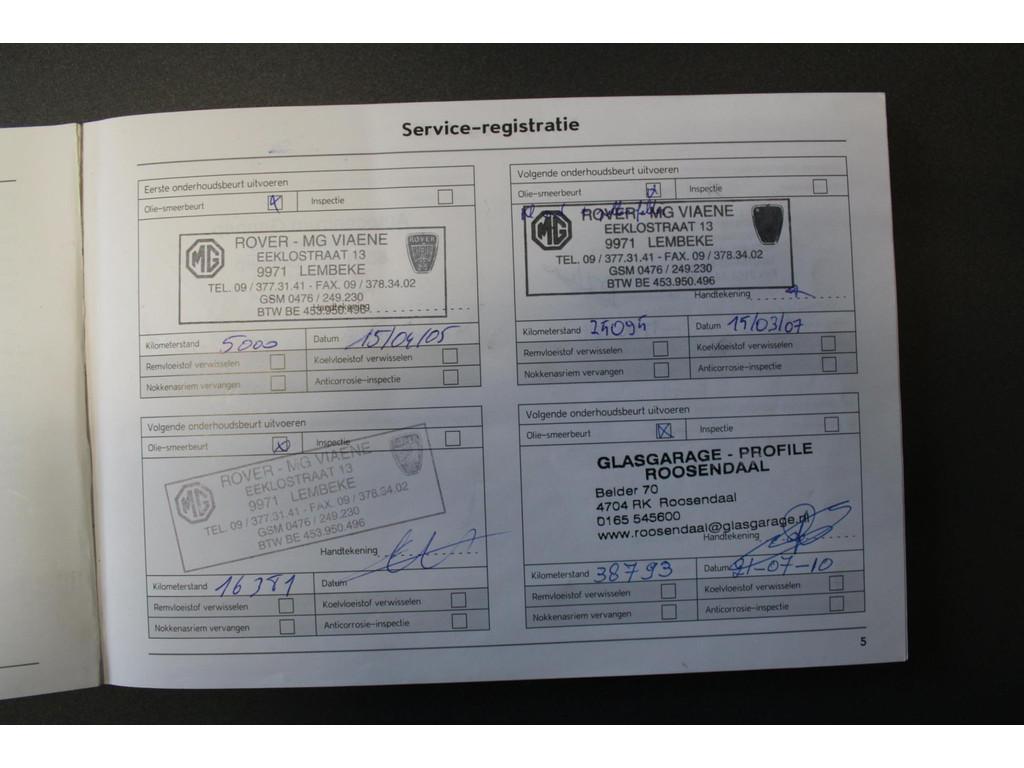 Service-registratie
Eerste onderhoudsbeurt uitvoeren
Olie-smeerbeurt x Inspectie
MG ROVER - MG VIAENE ROVER
EEKLOSTRAAT 13
9971 LEMBEKE
TEL. 09 / 377.31.41 - FAX. 09 / 378.34.02
GSM 0476 / 249.230
BTW BE 453.950.496
Handtekening
Kilometerstand 5000 Datum 15/04/05
Remvloeistof verwisselen Koelvloeistof verwisselen
Nokkenasriem vervangen Anticorrosie-inspectie
Volgende onderhoudsbeurt uitvoeren
Olie-smeerbeurt x Inspectie
MG ROVER - MG VIAENE
EEKLOSTRAAT 13
9971 LEMBEKE
TEL. 09 / 377.31.41 - FAX. 09 / 378.34.02
GSM 0476 / 249.230
BTW BE 453.950.496
Handtekening
Kilometerstand 16381 Datum
Remvloeistof verwisselen Koelvloeistof verwisselen
Nokkenasriem vervangen Anticorrosie-inspectie
Volgende onderhoudsbeurt uitvoeren
Olie-smeerbeurt x Inspectie
MG ROVER - MG VIAENE
EEKLOSTRAAT 13
9971 LEMBEKE
TEL. 09 / 377.31.41 - FAX. 09 / 378.34.02
GSM 0476 / 249.230
BTW BE 453.950.496
Handtekening
Kilometerstand 25095 Datum 15/03/07
Remvloeistof verwisselen Koelvloeistof verwisselen
Nokkenasriem vervangen Anticorrosie-inspectie
Volgende onderhoudsbeurt uitvoeren
Olie-smeerbeurt x Inspectie
GLASGARAGE - PROFILE
ROOSENDAAL
Belder 70
4704 RK Roosendaal
0165 545600
www.roosendaal@glasgarage.nl
Handtekening
Kilometerstand 38793 Datum 21-07-10
Remvloeistof verwisselen Koelvloeistof verwisselen
Nokkenasriem vervangen Anticorrosie-inspectie
5